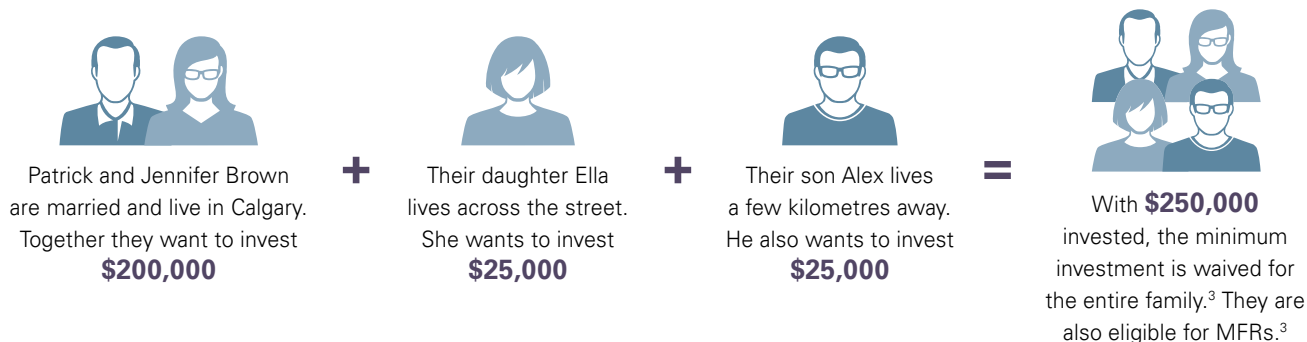 Patrick and Jennifer Brown
are married and live in Calgary.
Together they want to invest
$200,000
+
Their daughter Ella
lives across the street.
She wants to invest
$25,000
+
Their son Alex lives
a few kilometres away.
He also wants to invest
$25,000
=
With $250,000
invested, the minimum
investment is waived for
the entire family.³ They are
also eligible for MFRs.³